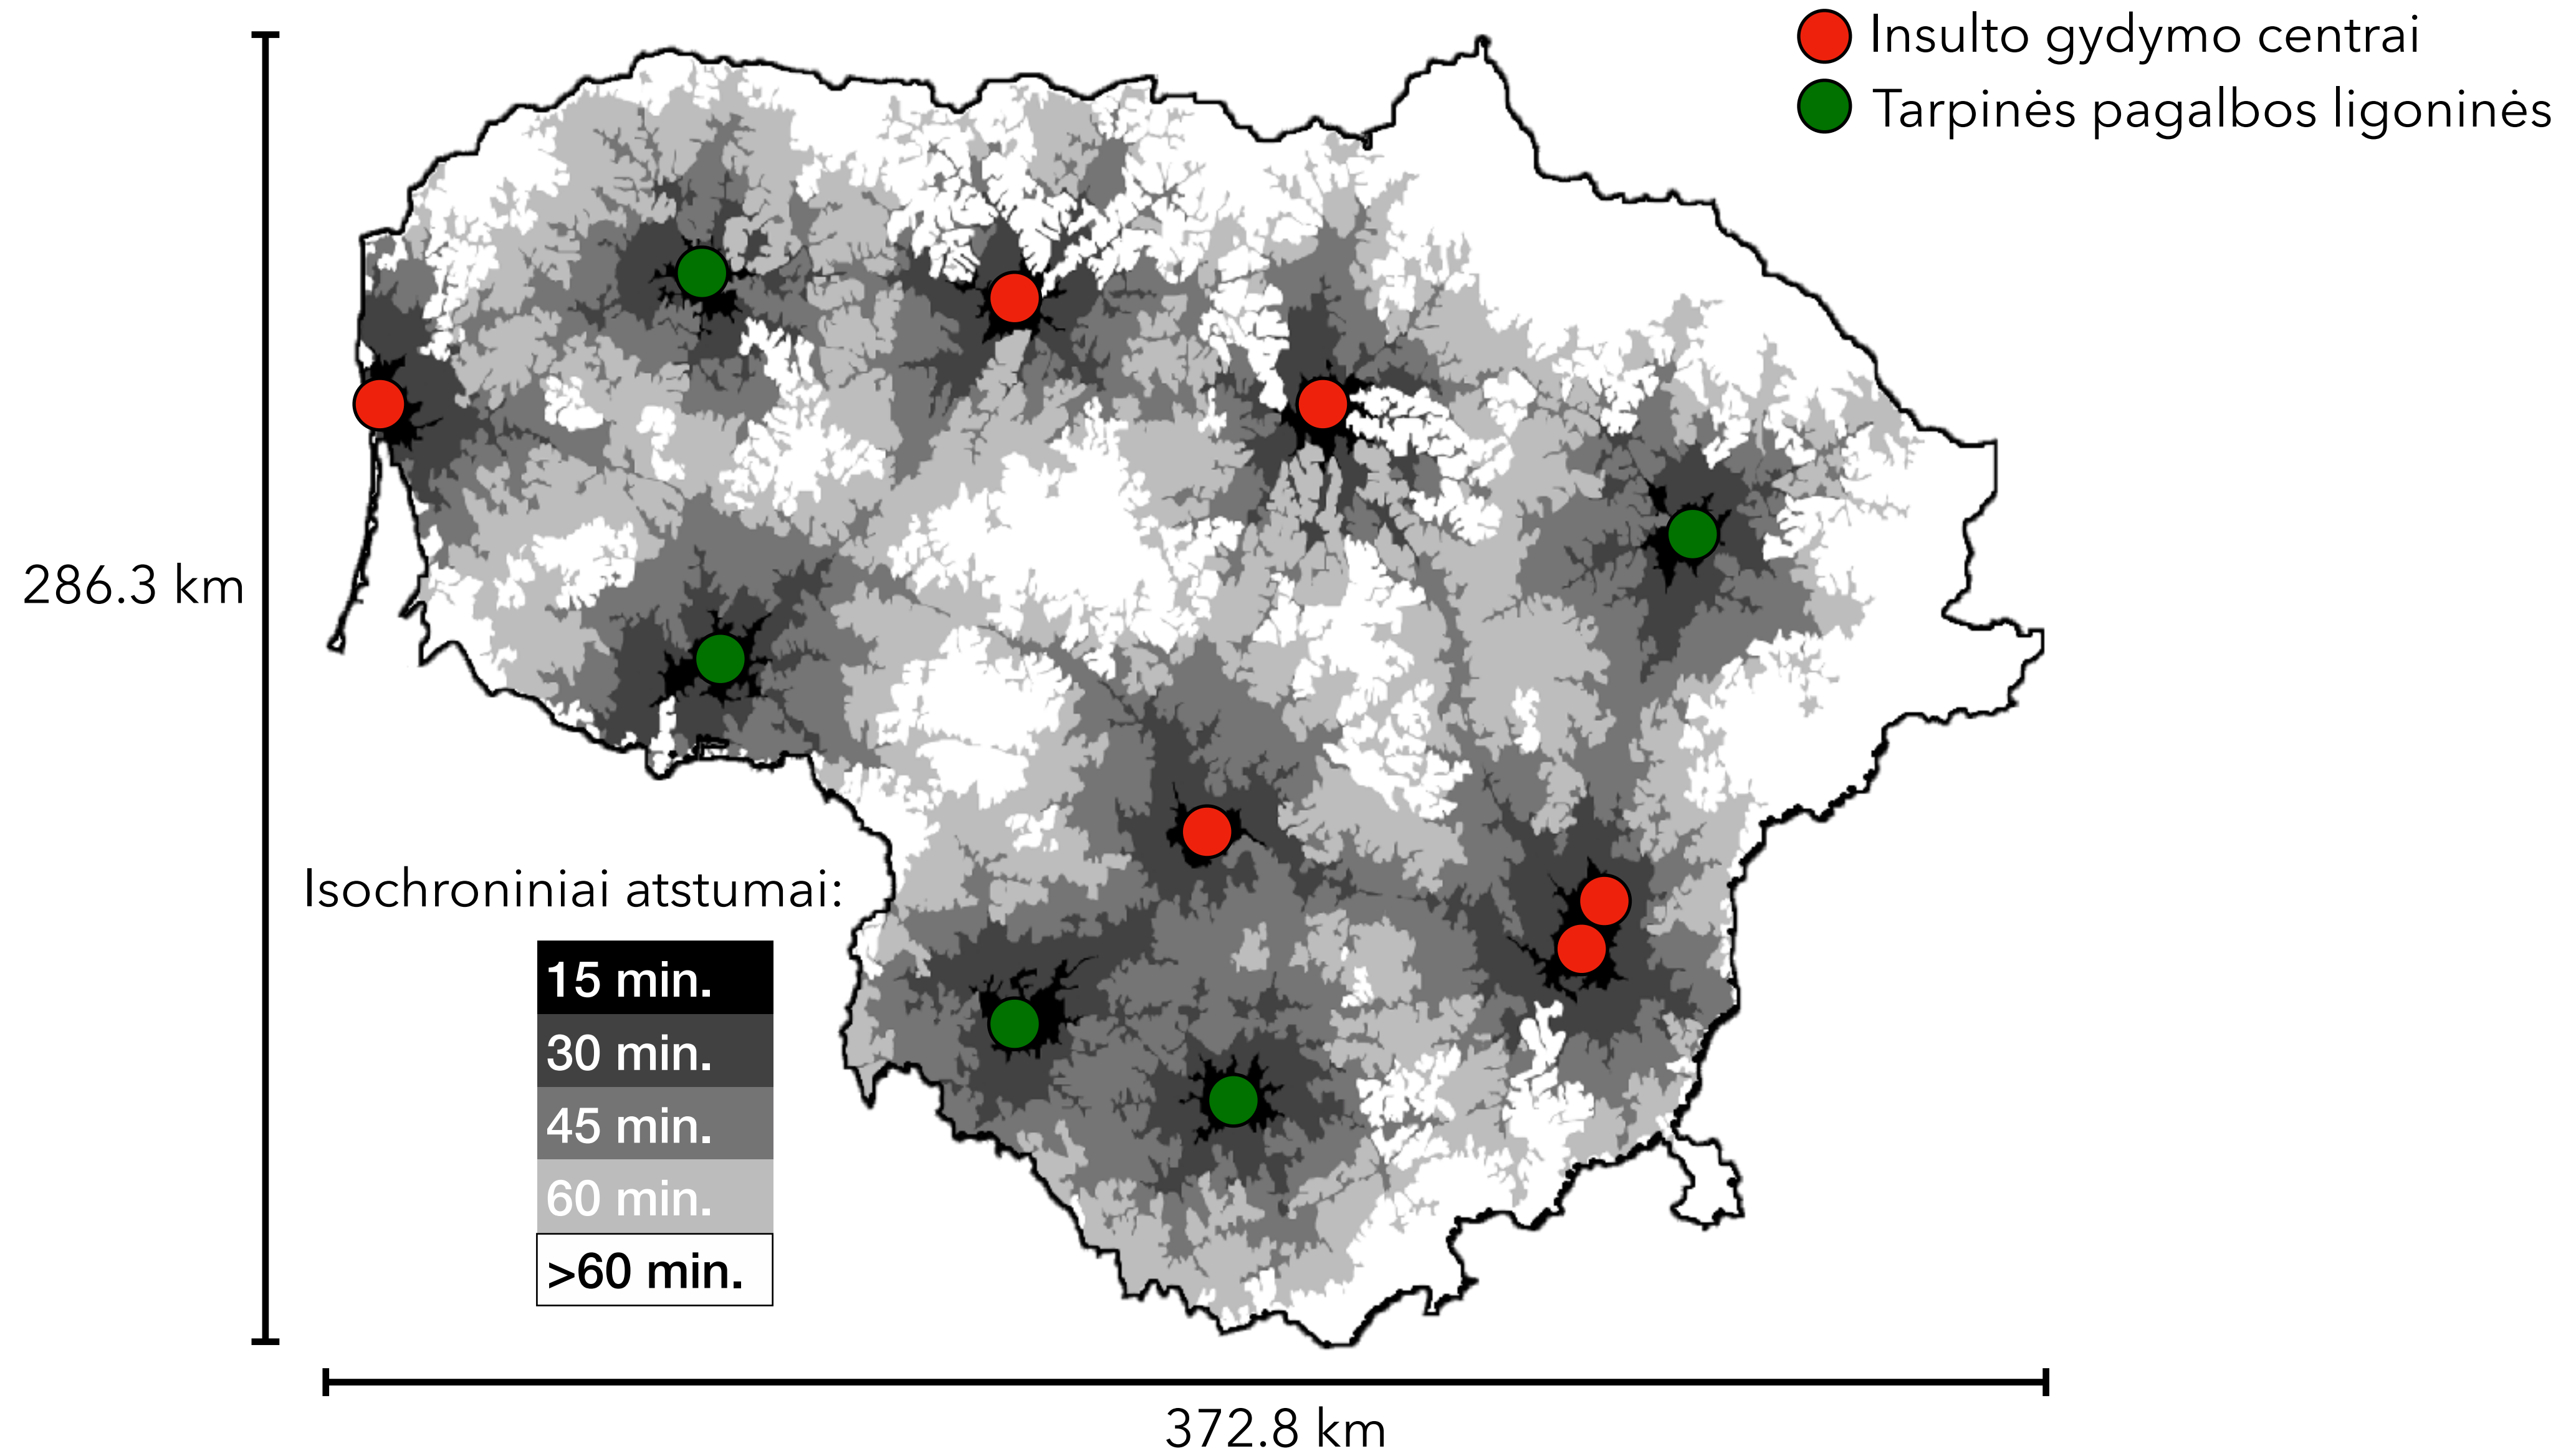 Insulto gydymo centrai
Tarpinės pagalbos ligoninės
286.3 km
Isochroniniai atstumai:
15 min.
30 min.
45 min.
60 min.
>60 min.
372.8 km